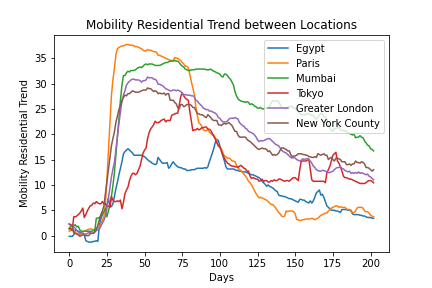 Mobility Residential Trend between Locations
Mobility Residential Trend
35
30
25
20
15
10
5
0
Egypt
Paris
Mumbai
Tokyo
Greater London
New York County
0 25 50 75 100 125 150 175 200
Days